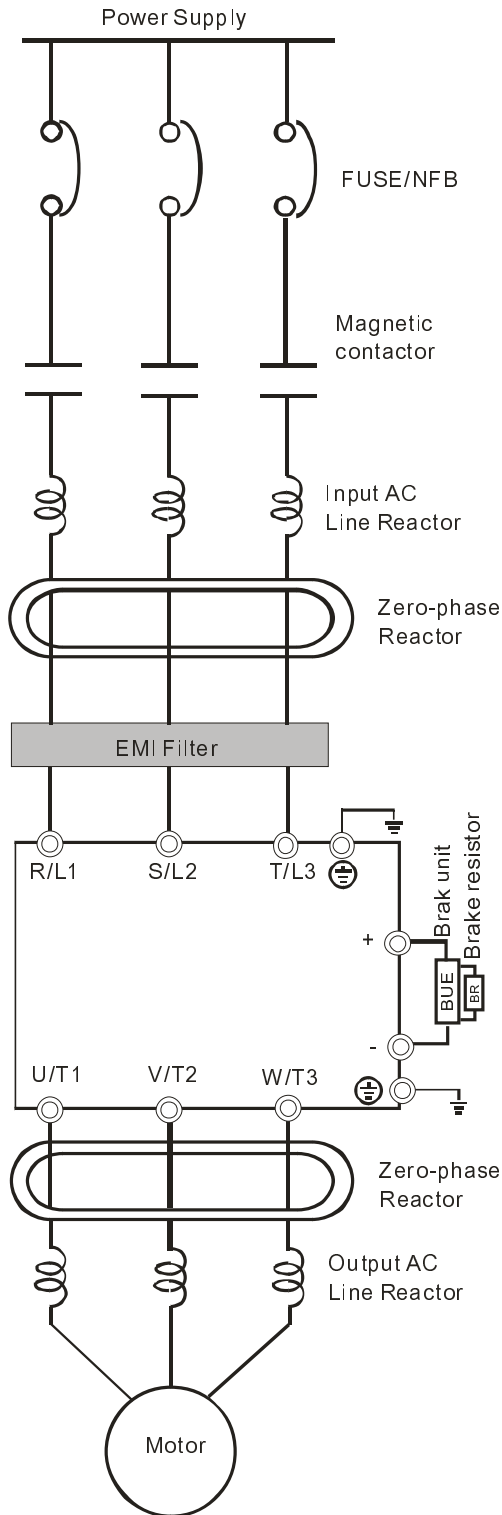 Power Supply
FUSE/NFB
Magnetic
contactor
Input AC
Line Reactor
Zero-phase
Reactor
EMI Filter
R/L1
S/L2
T/L3
+
-
Brak unit
Brake resistor
BUE
BR
U/T1
V/T2
W/T3
Zero-phase
Reactor
Output AC
Line Reactor
Motor